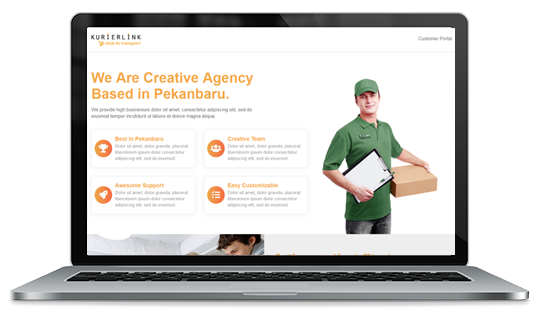 KURİERLİNK
click to transport
Customer Portal
We Are Creative Agency
Based in Pekanbaru.
We provide high businesses dolor sit amet, consectetur adipiscing elit, sed do
eiusmod tempor incididunt ut labore et dolore magna aliqua
Best in Pekanbaru
Dolor sit amet, dolor gravida, placerat
liberolorem ipsum dolor consectetur
adipiscing elit, sed do eiusmod.
Creative Team
Dolor sit amet, dolor gravida, placerat
liberolorem ipsum dolor consectetur
adipiscing elit, sed do eiusmod.
Awesome Support
Dolor sit amet, dolor gravida, placerat
liberolorem ipsum dolor consectetur
adipiscing elit, sed do eiusmod.
Easy Customizable
Dolor sit amet, dolor gravida, placerat
liberolorem ipsum dolor consectetur
adipiscing elit, sed do eiusmod.